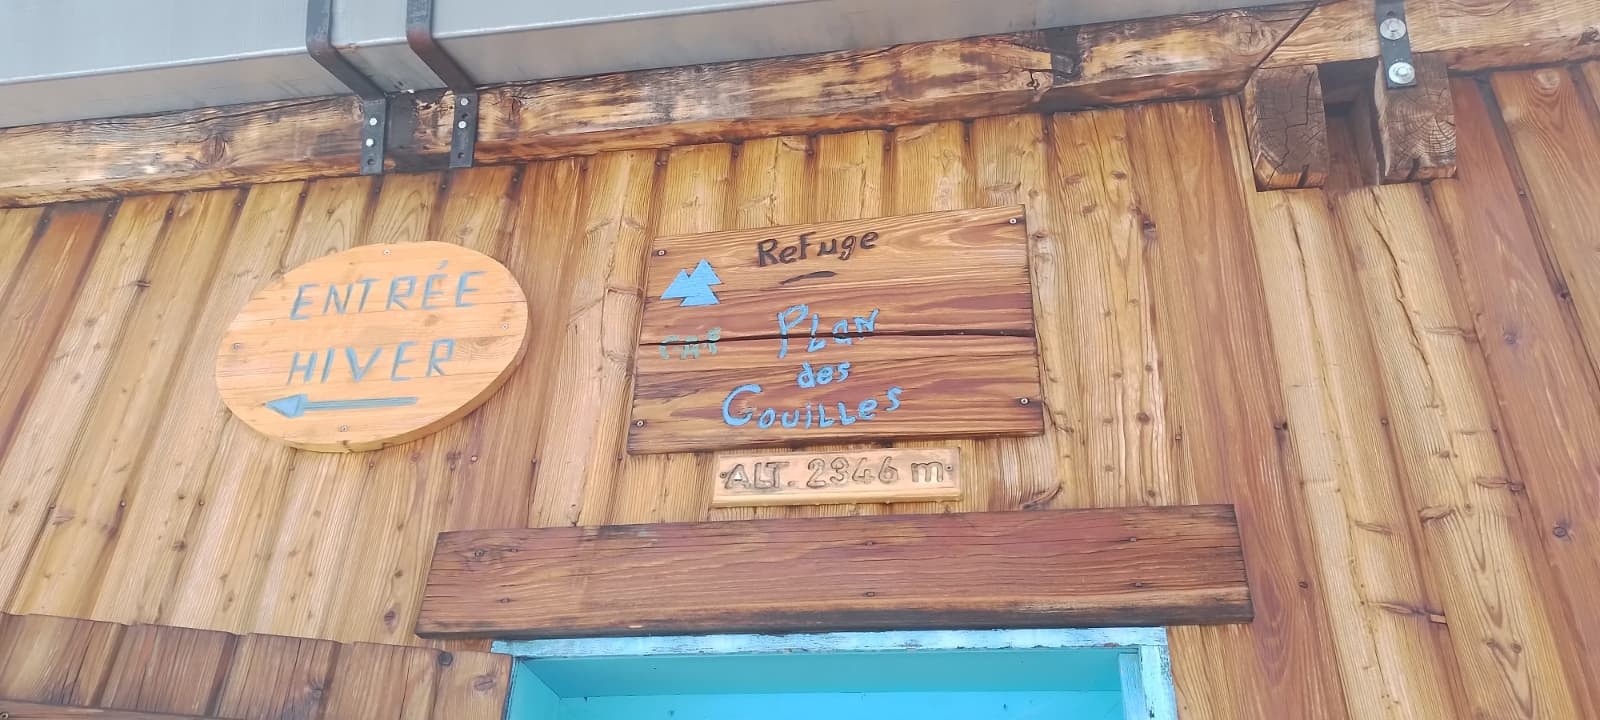 ENTRÉE
HIVER
Refuge
CAF
PLaN
des
GouiLLes
ALT. 2346 m